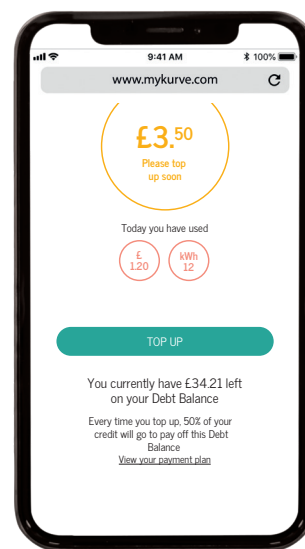 9:41 AM
100%
www.mykurve.com
£3.50
Please top
up soon
Today you have used
£
1.20
kWh
12
TOP UP
You currently have £34.21 left
on your Debt Balance
Every time you top up, 50% of your
credit will go to pay off this Debt
Balance
View your payment plan